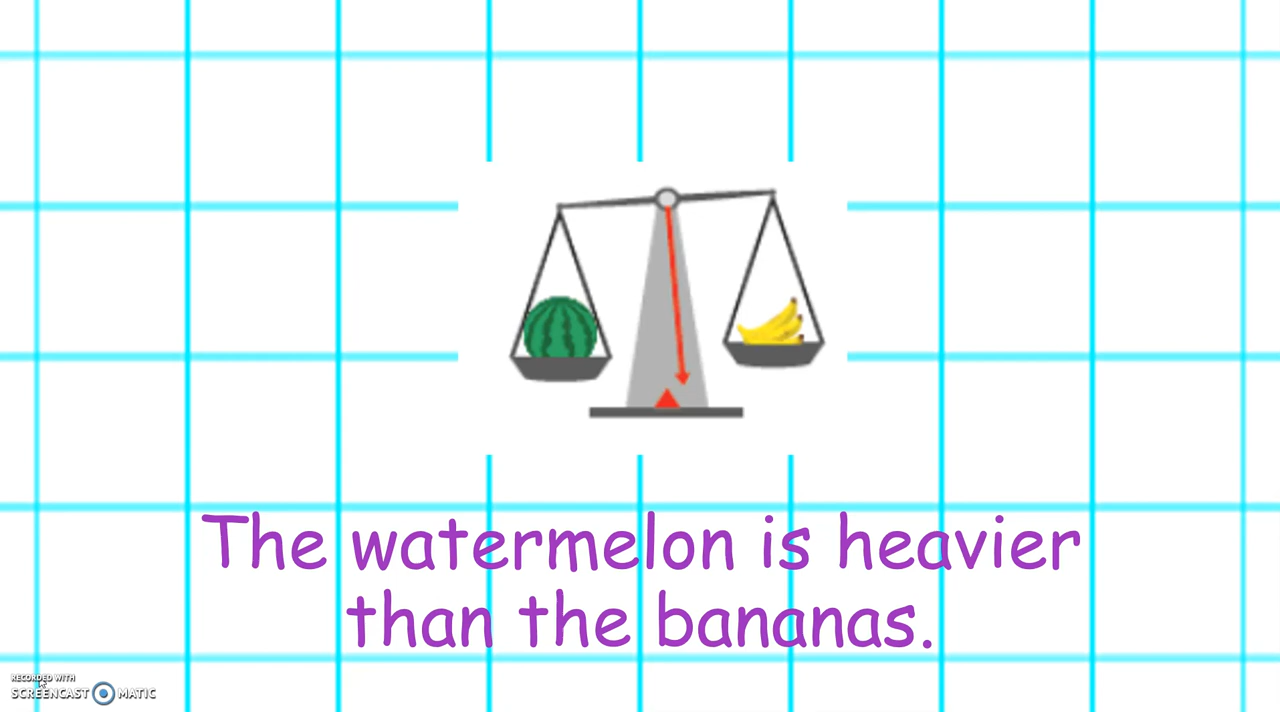 The watermelon is heavier
than the bananas.
RECORDED WITH
SCREENCAST MATIC